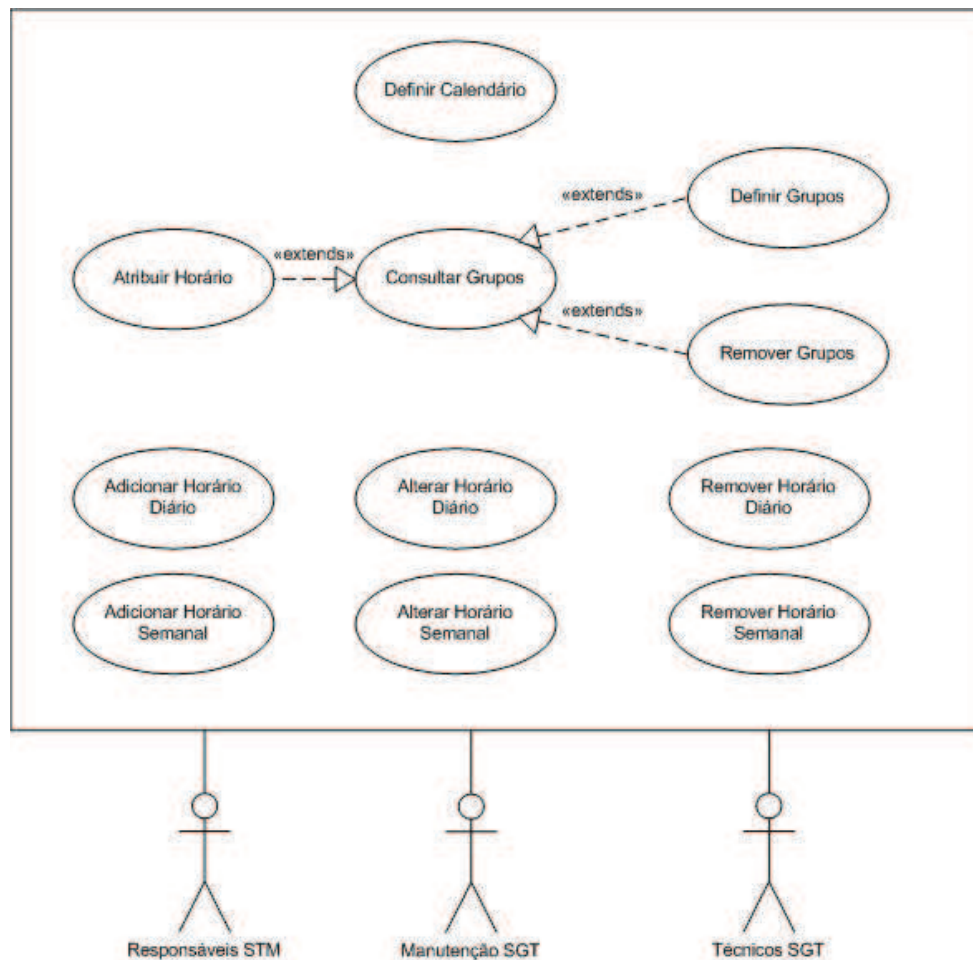 Definir Calendário
«extends»
Definir Grupos
«extends»
Atribuir Horário
Consultar Grupos
«extends»
Remover Grupos
Adicionar Horário
Diário
Alterar Horário
Diário
Remover Horário
Diário
Adicionar Horário
Semanal
Alterar Horário
Semanal
Remover Horário
Semanal
Responsáveis STM
Manutenção SGT
Técnicos SGT